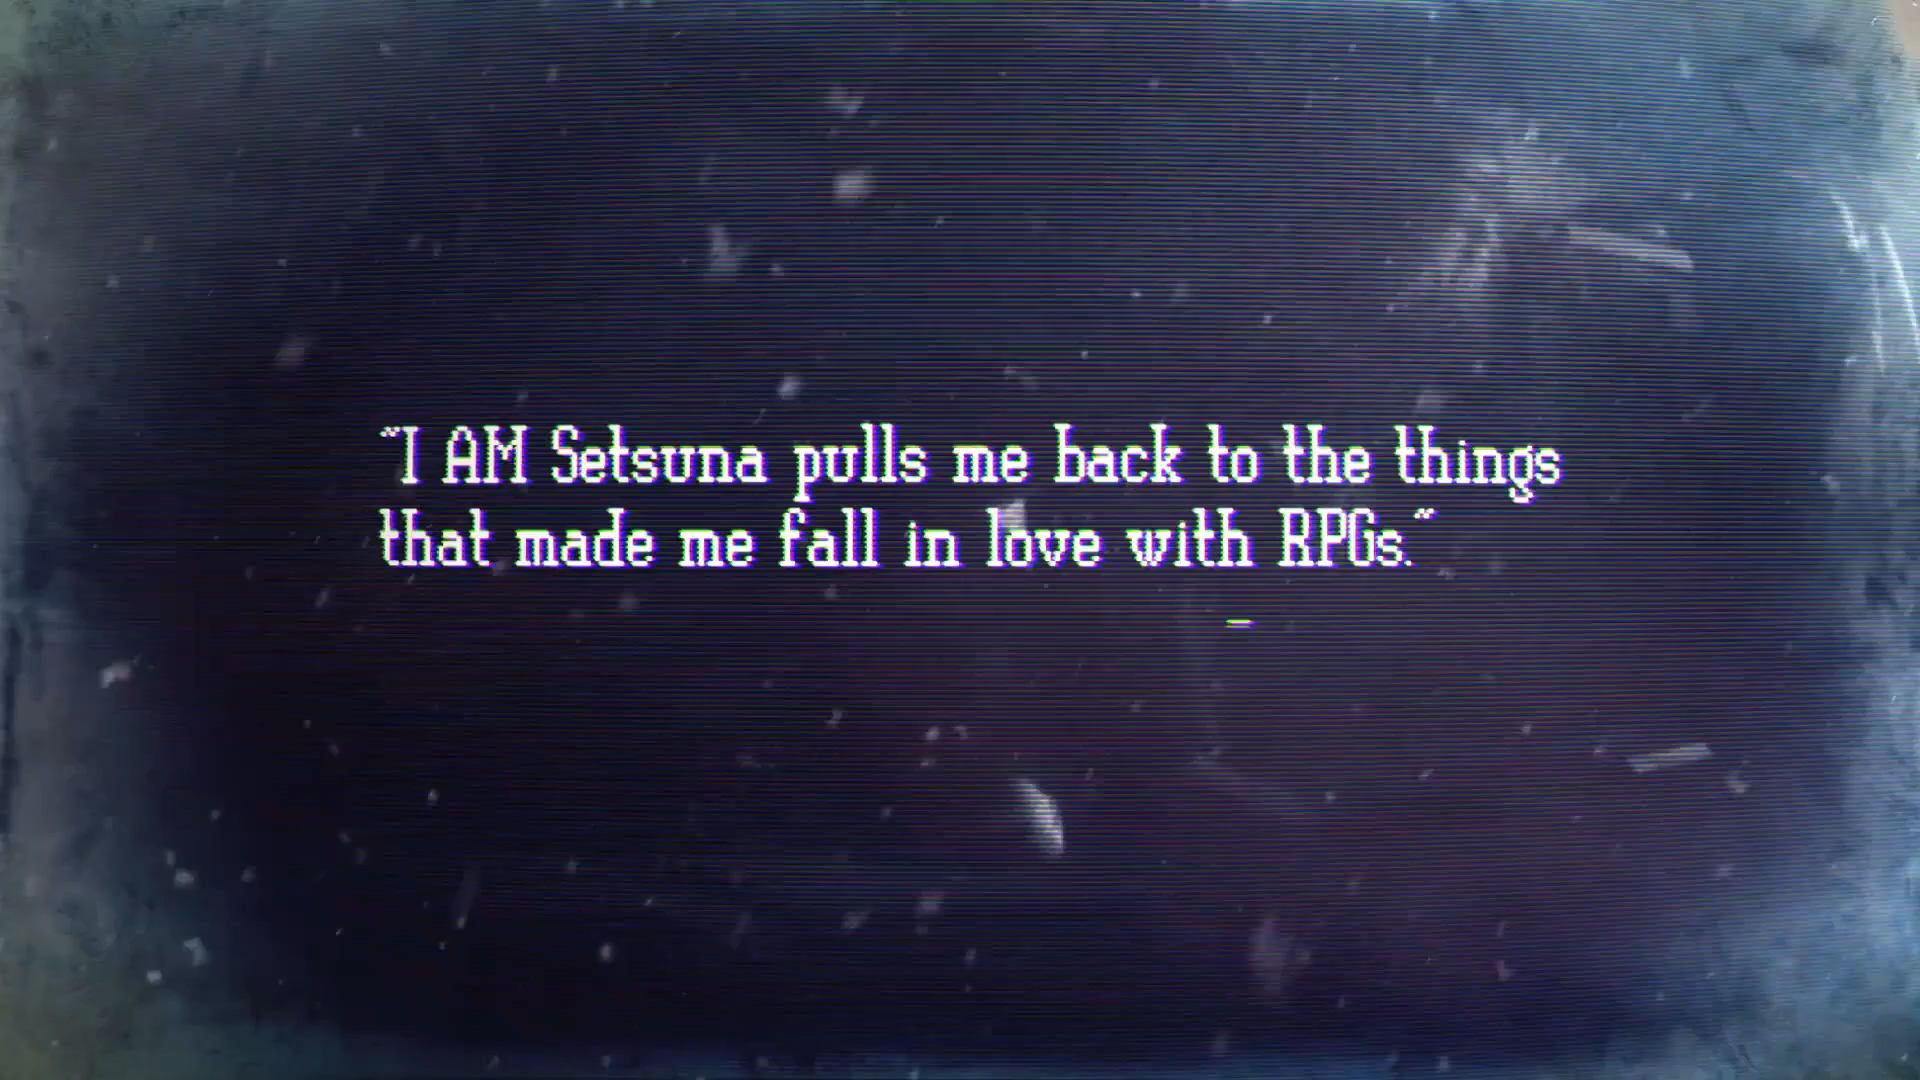 "I AM Setsuna pulls me back to the things
that made me fall in love with RPGs."
–